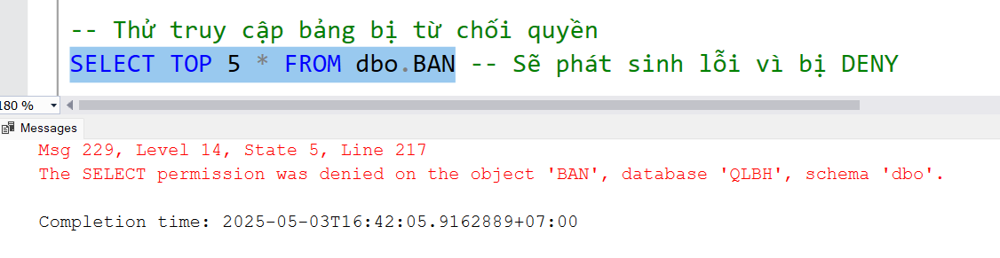 -- Thử truy cập bảng bị từ chối quyền
SELECT TOP 5 * FROM dbo.BAN -- Sẽ phát sinh lỗi vì bị DENY
180 %
Messages
Msg 229, Level 14, State 5, Line 217
The SELECT permission was denied on the object 'BAN', database 'QLBH', schema 'dbo'.
Completion time: 2025-05-03T16:42:05.9162889+07:00